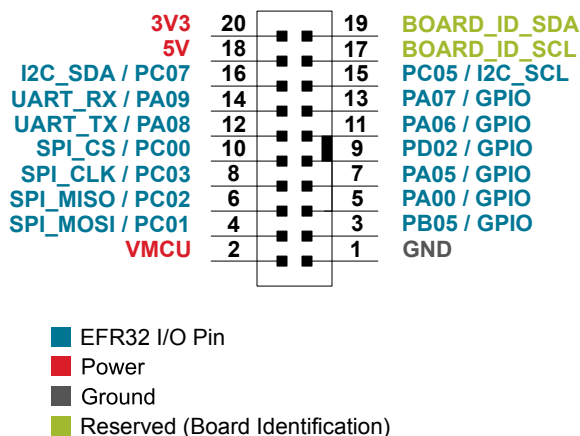 3V3 20 19 BOARD_ID_SDA
5V 18 17 BOARD_ID_SCL
I2C_SDA / PC07 16 15 PC05 / I2C_SCL
UART_RX / PA09 14 13 PA07 / GPIO
UART_TX / PA08 12 11 PA06 / GPIO
SPI_CS / PC00 10 9 PD02 / GPIO
SPI_CLK / PC03 8 7 PA05 / GPIO
SPI_MISO / PC02 6 5 PA00 / GPIO
SPI_MOSI / PC01 4 3 PB05 / GPIO
VMCU 2 1 GND
EFR32 I/O Pin
Power
Ground
Reserved (Board Identification)